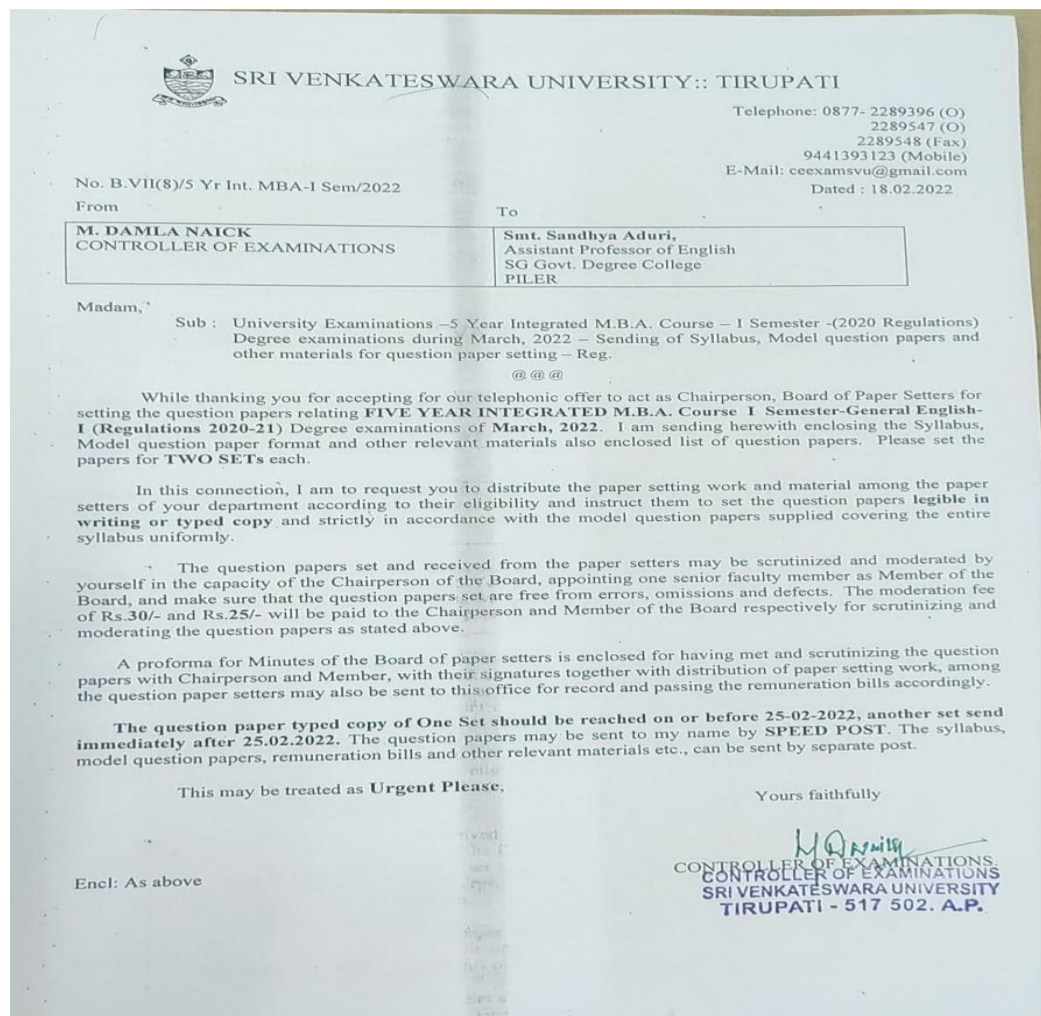 SRI VENKATESWARA UNIVERSITY:: TIRUPATI
Telephone: 0877- 2289396 (O)
2289547 (O)
2289548 (Fax)
9441393123 (Mobile)
E-Mail: ceexamsvu@gmail.com
No. B.VII(8)/5 Yr Int. MBA-I Sem/2022
Dated : 18.02.2022
From
To
M. DAMLA NAICK
CONTROLLER OF EXAMINATIONS
Smt. Sandhya Aduri,
Assistant Professor of English
SG Govt. Degree College
PILER
Madam,
Sub : University Examinations –5 Year Integrated M.B.A. Course – I Semester -(2020 Regulations)
Degree examinations during March, 2022 – Sending of Syllabus, Model question papers and
other materials for question paper setting – Reg.
@@@
While thanking you for accepting for our telephonic offer to act as Chairperson, Board of Paper Setters for
setting the question papers relating FIVE YEAR INTEGRATED M.B.A. Course I Semester-General English-
I (Regulations 2020-21) Degree examinations of March, 2022. I am sending herewith enclosing the Syllabus,
Model question paper format and other relevant materials also enclosed list of question papers. Please set the
papers for TWO SETs each.
In this connection, I am to request you to distribute the paper setting work and material among the paper
setters of your department according to their eligibility and instruct them to set the question papers legible in
writing or typed copy and strictly in accordance with the model question papers supplied covering the entire
syllabus uniformly.
The question papers set and received from the paper setters may be scrutinized and moderated by
yourself in the capacity of the Chairperson of the Board, appointing one senior faculty member as Member of the
Board, and make sure that the question papers set are free from errors, omissions and defects. The moderation fee
of Rs.30/- and Rs.25/- will be paid to the Chairperson and Member of the Board respectively for scrutinizing and
moderating the question papers as stated above.
A proforma for Minutes of the Board of paper setters is enclosed for having met and scrutinizing the question
papers with Chairperson and Member, with their signatures together with distribution of paper setting work, among
the question paper setters may also be sent to this office for record and passing the remuneration bills accordingly.
The question paper typed copy of One Set should be reached on or before 25-02-2022, another set send
immediately after 25.02.2022. The question papers may be sent to my name by SPEED POST. The syllabus,
model question papers, remuneration bills and other relevant materials etc., can be sent by separate post.
This may be treated as Urgent Please,
Yours faithfully
CONTROLLER OF EXAMINATIONS.
CONTROLLER OF EXAMINATIONS
SRI VENKATESWARA UNIVERSITY
TIRUPATI - 517 502. A.P.
Encl: As above